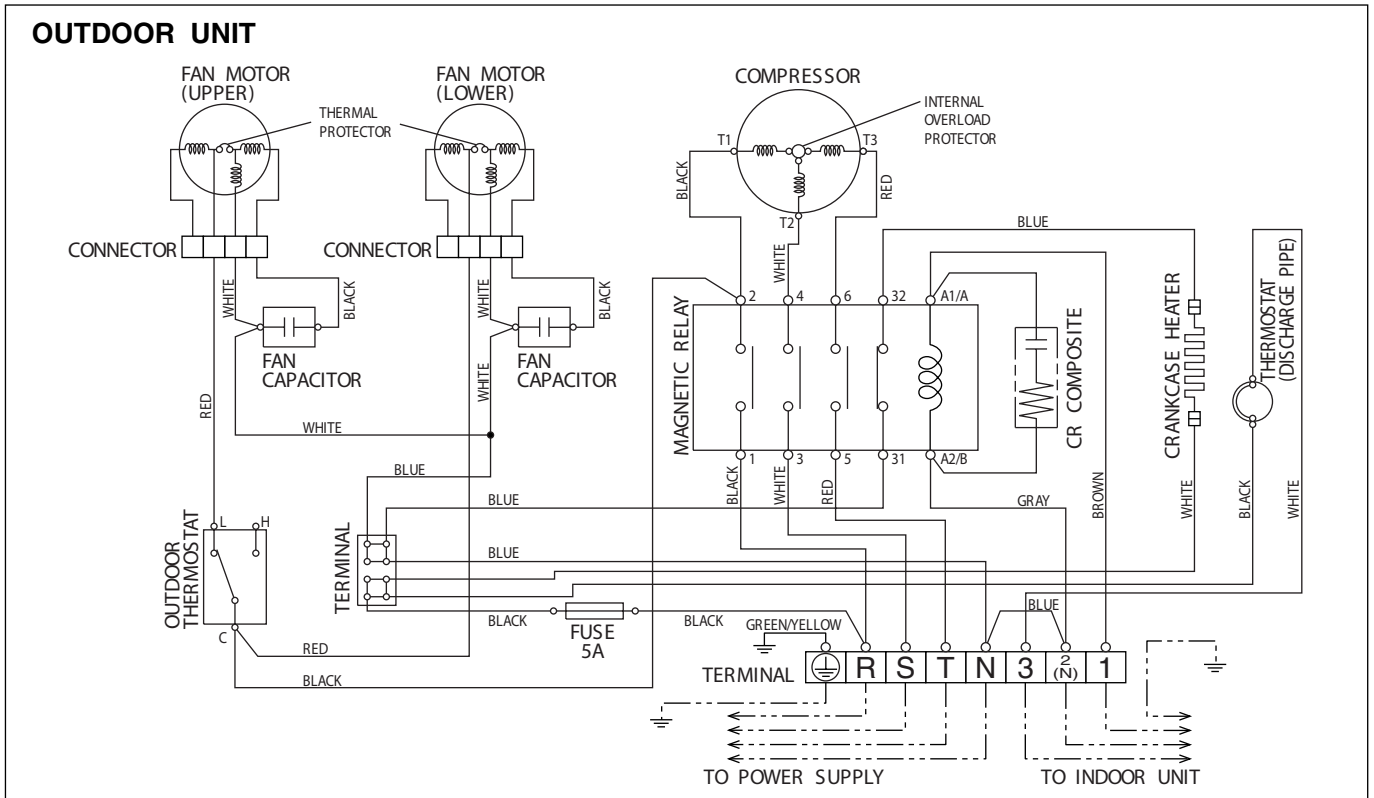 OUTDOOR UNIT
FAN MOTOR
(UPPER)
THERMAL
PROTECTOR
FAN MOTOR
(LOWER)
COMPRESSOR
INTERNAL
OVERLOAD
PROTECTOR
T1
T3
T2
BLACK
RED
WHITE
BLUE
CONNECTOR
CONNECTOR
WHITE
BLACK
WHITE
BLACK
FAN
CAPACITOR
FAN
CAPACITOR
WHITE
RED
WHITE
BLUE
BLUE
BLUE
2
4
6
32
A1/A
MAGNETIC RELAY
1
3
5
31
A2/B
CR COMPOSITE
CRANKCASE HEATER
THERMOSTAT
(DISCHARGE PIPE)
BLACK
WHITE
RED
GRAY
BROWN
WHITE
BLACK
WHITE
L
H
OUTDOOR
THERMOSTAT
C
TERMINAL
BLACK
FUSE
5A
BLACK
RED
BLACK
GREEN/YELLOW
BLUE
TERMINAL
R
S
T
N
3
2
(N)
1
TO POWER SUPPLY
TO INDOOR UNIT